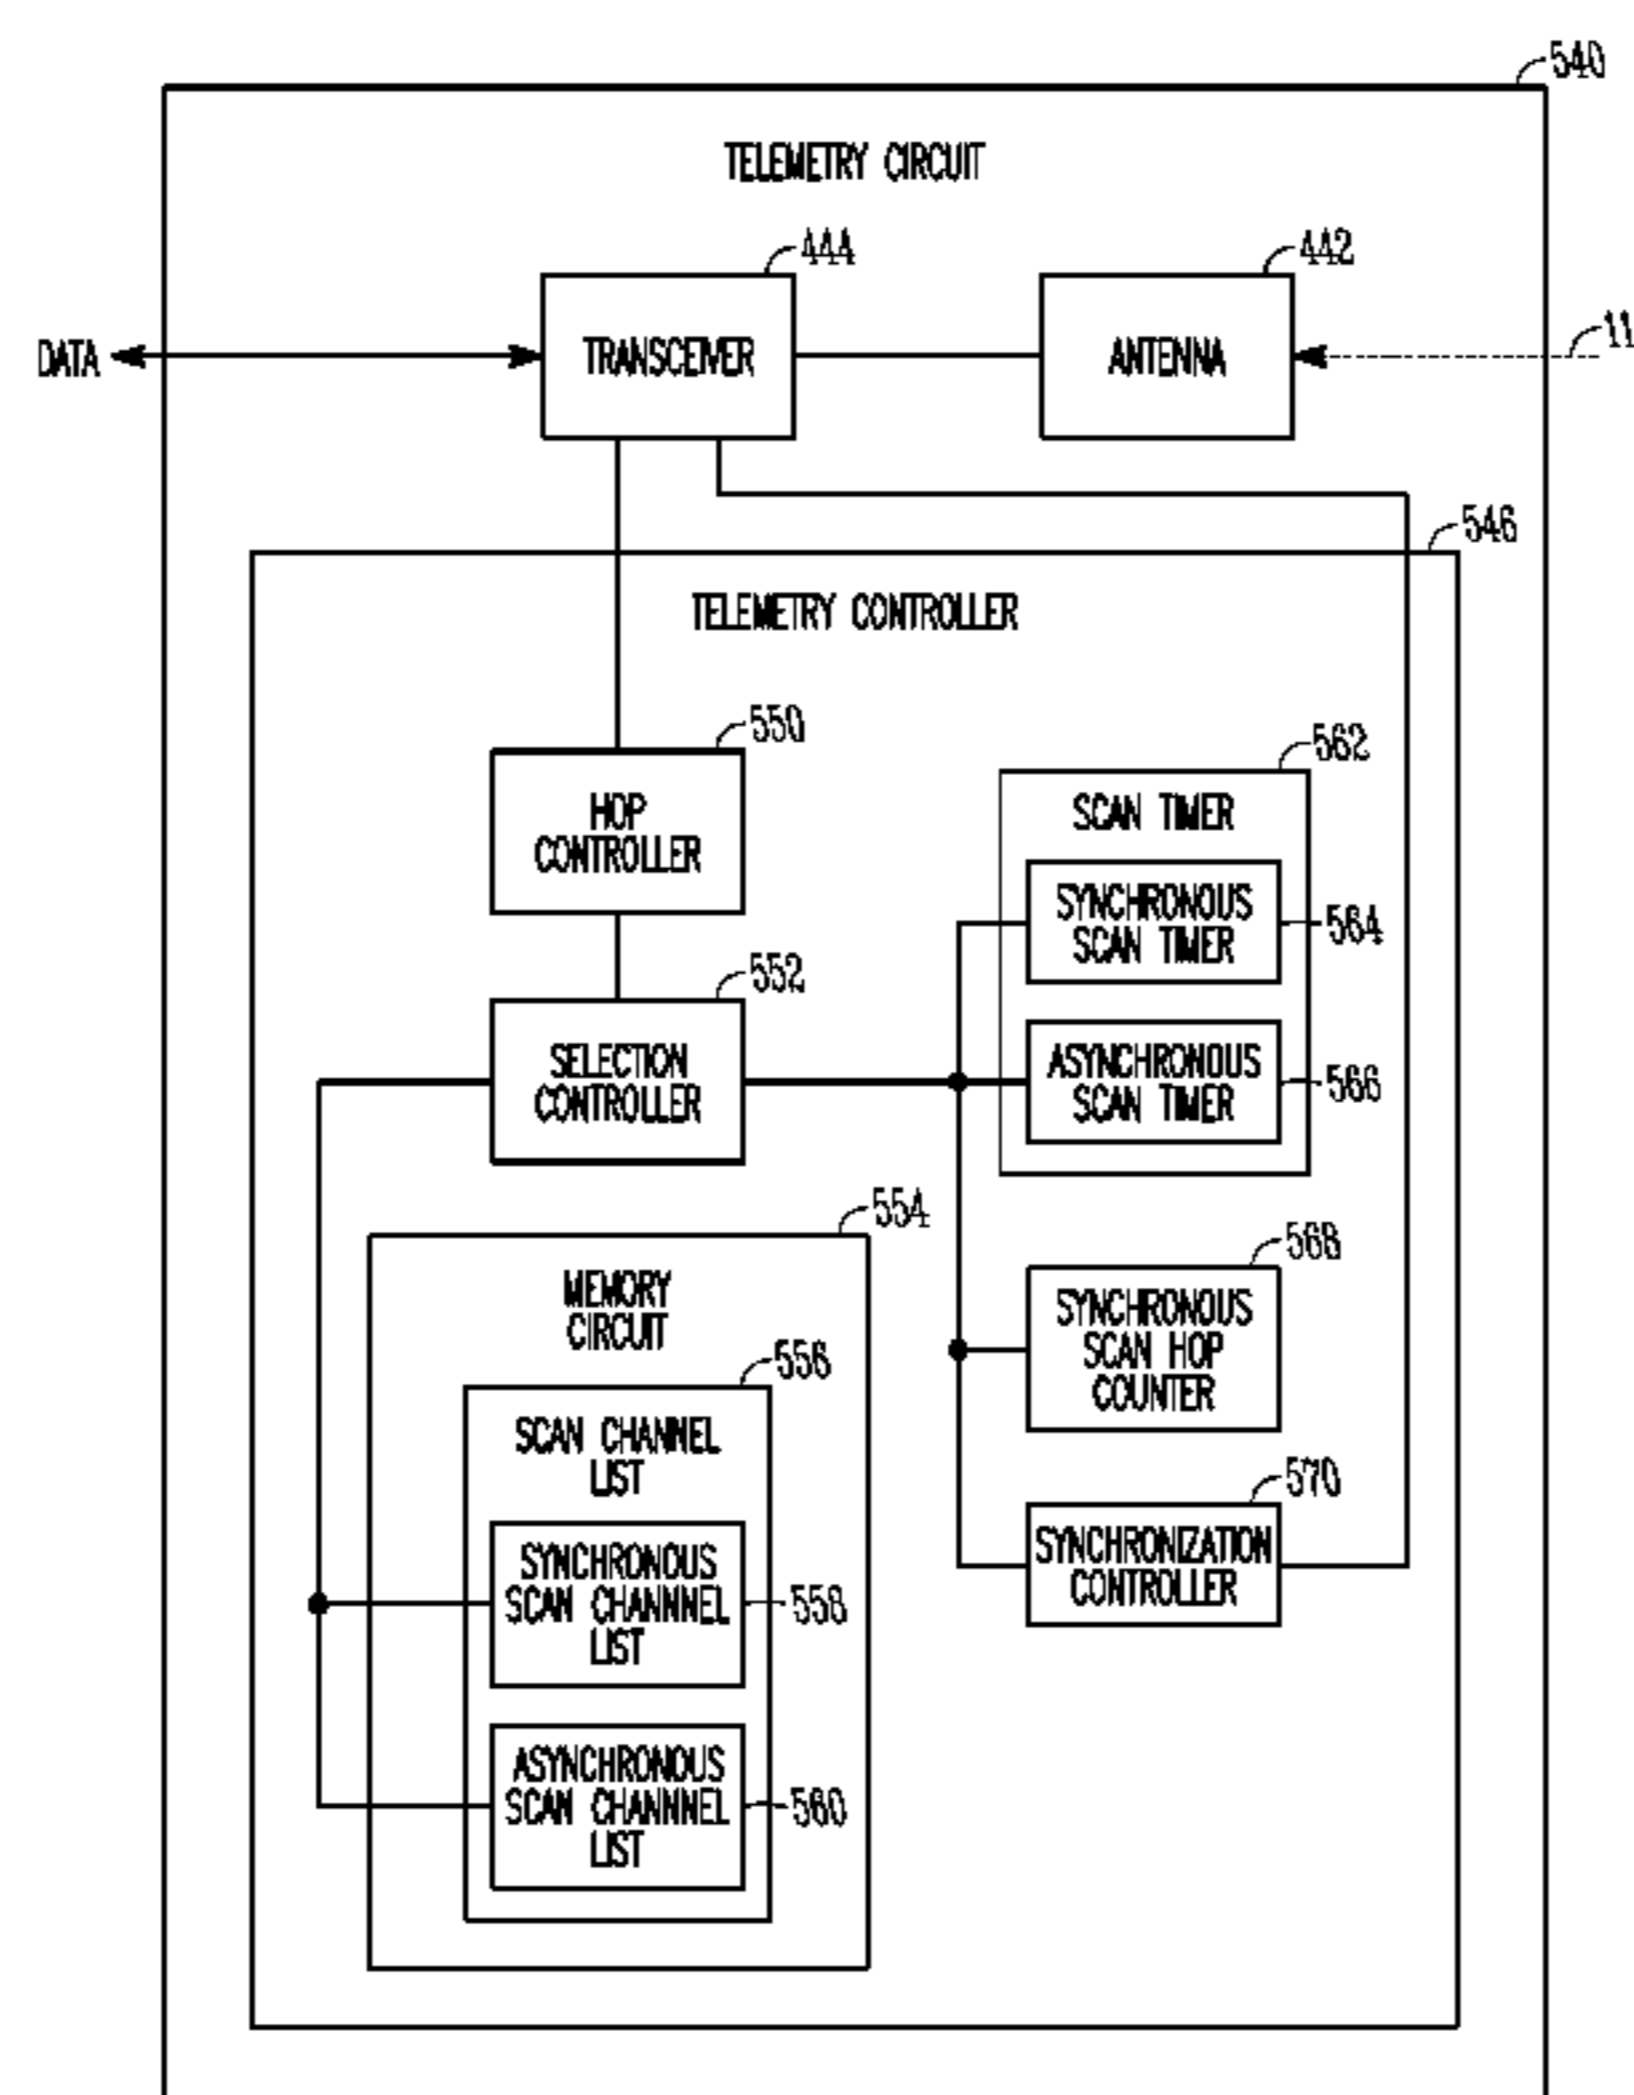 540
TELEMETRY CIRCUIT
444
442
DATA
TRANSCEIVER
ANTENNA
11
546
TELEMETRY CONTROLLER
550
HOP
CONTROLLER
562
SCAN TIMER
SYNCHRONOUS
SCAN TIMER
564
552
SELECTION
CONTROLLER
ASYNCHRONOUS
SCAN TIMER
566
554
MEMORY
CIRCUIT
568
SYNCHRONOUS
SCAN HOP
COUNTER
556
SCAN CHANNEL
LIST
570
SYNCHRONIZATION
CONTROLLER
SYNCHRONOUS
SCAN CHANNNEL
LIST
558
ASYNCHRONOUS
SCAN CHANNNEL
LIST
560